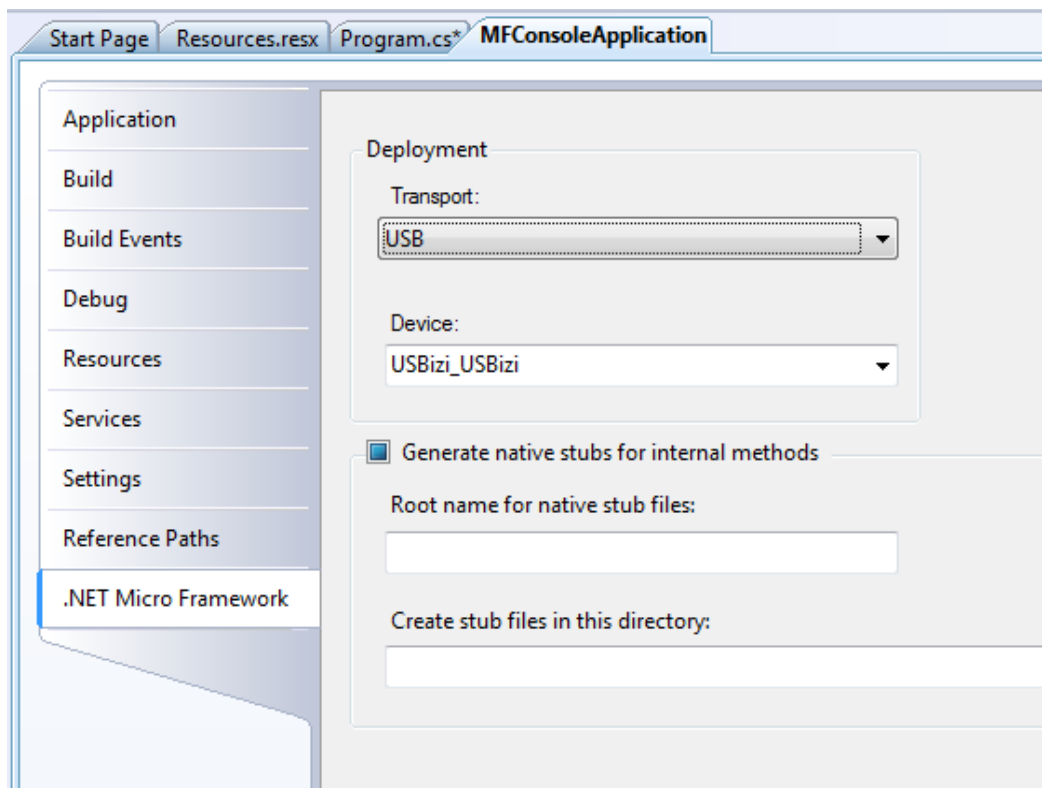 Start Page Resources.resx Program.cs* MFConsoleApplication
Application
Build
Build Events
Debug
Resources
Services
Settings
Reference Paths
.NET Micro Framework
Deployment
Transport:
USB
Device:
USBizi_USBizi
Generate native stubs for internal methods
Root name for native stub files:
Create stub files in this directory: